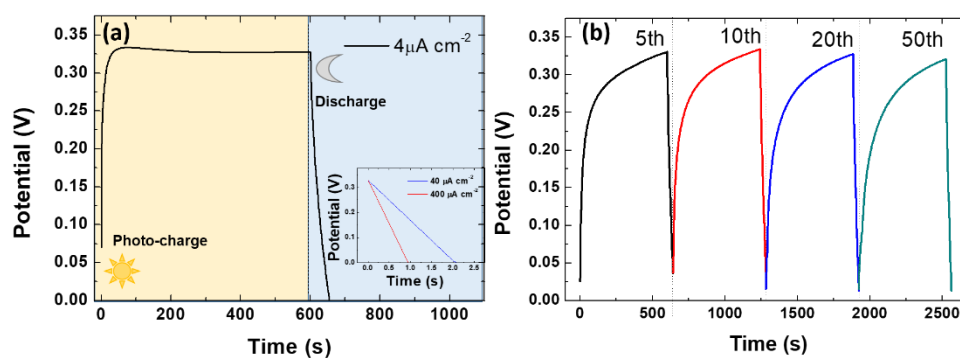 (a)
4μA cm⁻²
Discharge
Photo-charge
Potential (V)
0.35
0.30
0.25
0.20
0.15
0.10
0.05
0.00
0 200 400 600 800 1000
Time (s)
40 μA cm⁻²
400 μA cm⁻²
Potential (V)
0.4
0.3
0.2
0.1
0.0
0.0 0.5 1.0 1.5 2.0 2.5
Time (s)
(b)
5th 10th 20th 50th
Potential (V)
0.35
0.30
0.25
0.20
0.15
0.10
0.05
0.00
0 500 1000 1500 2000 2500
Time (s)